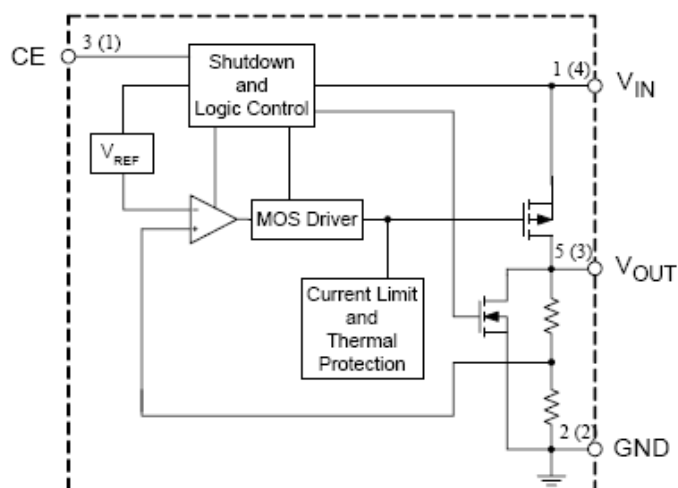 CE
3 (1)
Shutdown
and
Logic Control
1 (4)
VIN
VREF
−
+
MOS Driver
5 (3)
VOUT
Current Limit
and
Thermal
Protection
2 (2)
GND